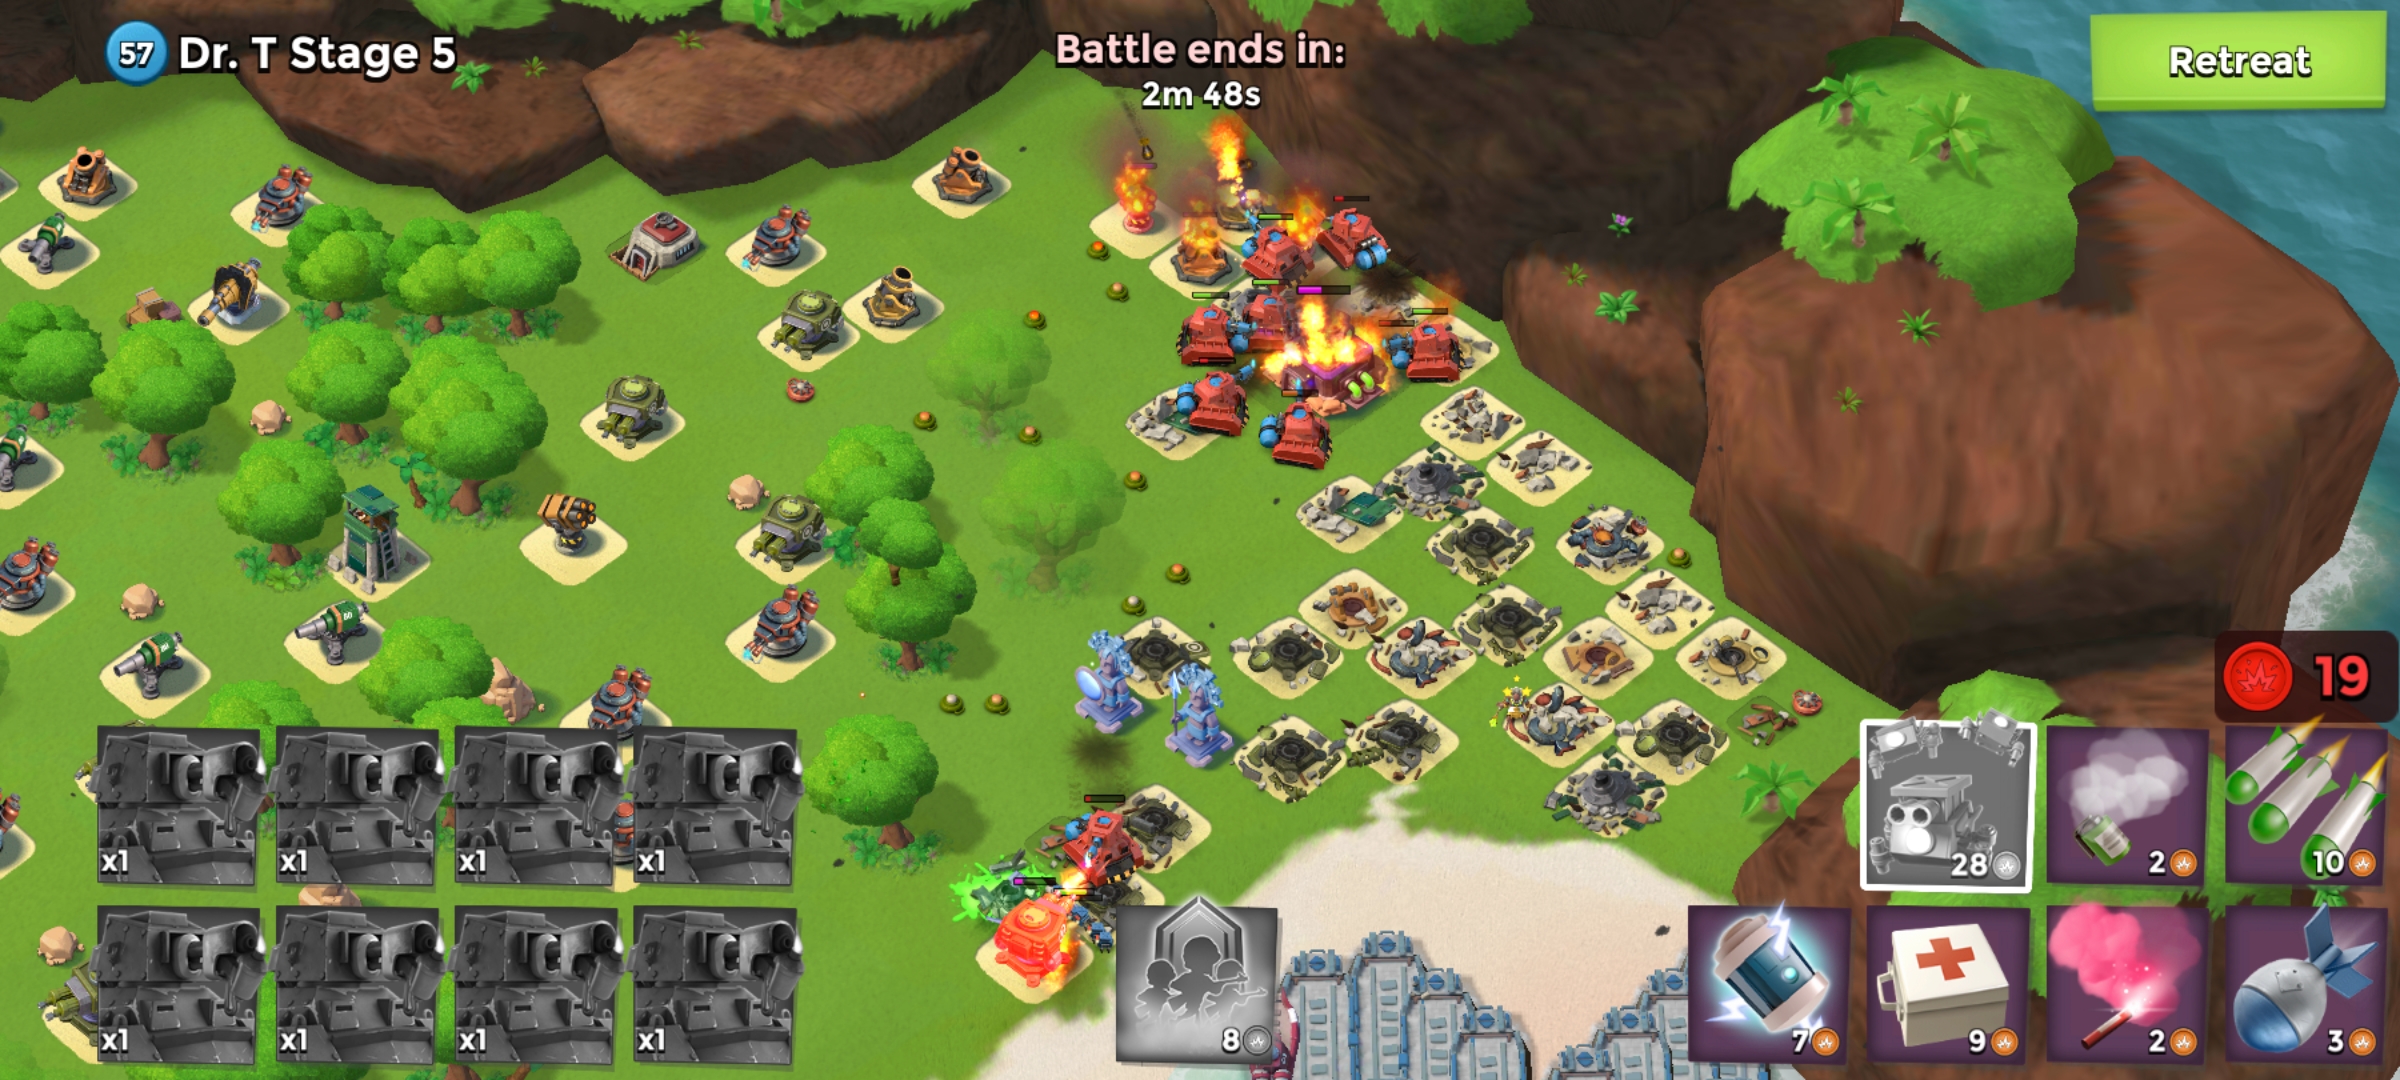 57 Dr. T Stage 5
Battle ends in:
2m 48s
Retreat
19
x1 x1 x1 x1
28 2 10
x1 x1 x1 x1
8 7 9 2 3